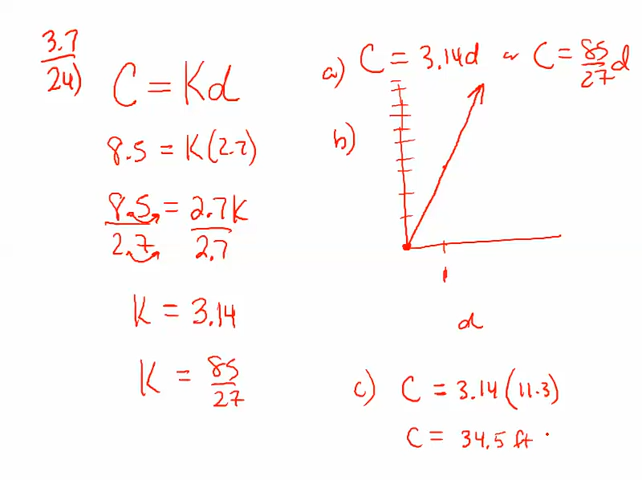 3.7
24)
C = Kd
8.5 = K(2.7)
8.5 = 2.7K
2.7 2.7
K = 3.14
K = 85/27
a) C = 3.14d or C = 85/27 d
b)
1
d
c) C = 3.14(11.3)
C = 34.5 ft.